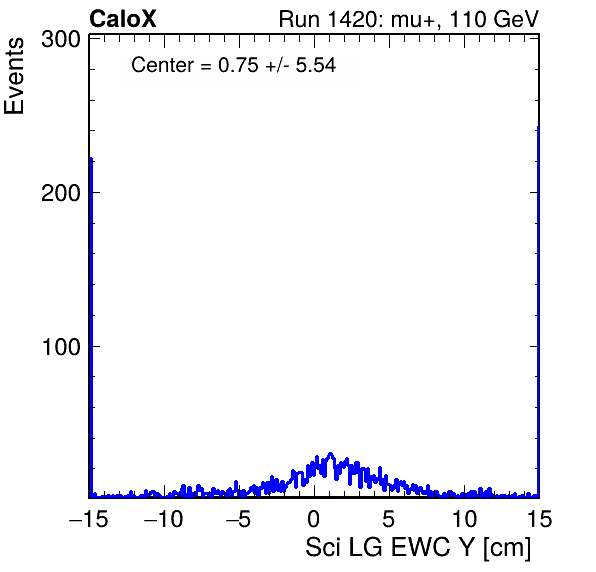 CaloX Run 1420: mu+, 110 GeV
Center = 0.75 +/- 5.54
Events
300
200
100
−15 −10 −5 0 5 10 15
Sci LG EWC Y [cm]